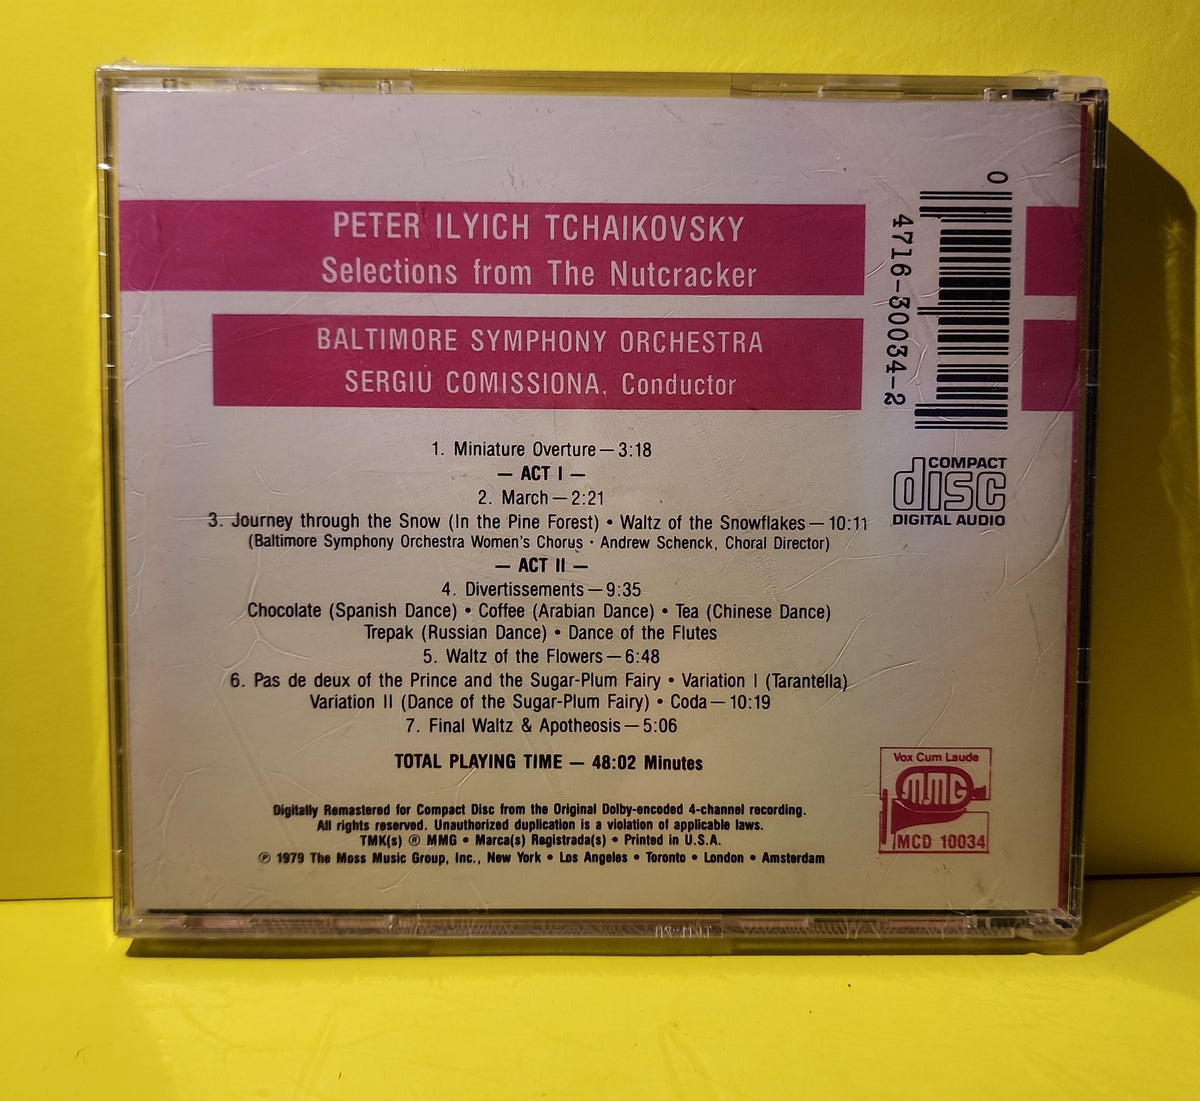 PETER ILYICH TCHAIKOVSKY
Selections from The Nutcracker
BALTIMORE SYMPHONY ORCHESTRA
SERGIU COMISSIONA, Conductor
0
4716-30034-2
COMPACT
disc
DIGITAL AUDIO
1. Miniature Overture — 3:18
— ACT I —
2. March — 2:21
3. Journey through the Snow (In the Pine Forest) • Waltz of the Snowflakes — 10:11
(Baltimore Symphony Orchestra Women's Chorus · Andrew Schenck, Choral Director)
— ACT II —
4. Divertissements — 9:35
Chocolate (Spanish Dance) • Coffee (Arabian Dance) • Tea (Chinese Dance)
Trepak (Russian Dance) • Dance of the Flutes
5. Waltz of the Flowers — 6:48
6. Pas de deux of the Prince and the Sugar-Plum Fairy • Variation I (Tarantella)
Variation II (Dance of the Sugar-Plum Fairy) • Coda — 10:19
7. Final Waltz & Apotheosis — 5:06
TOTAL PLAYING TIME — 48:02 Minutes
Digitally Remastered for Compact Disc from the Original Dolby-encoded 4-channel recording.
All rights reserved. Unauthorized duplication is a violation of applicable laws.
TMK(s) ® MMG • Marca(s) Registrada(s) • Printed in U.S.A.
℗ 1979 The Moss Music Group, Inc., New York • Los Angeles • Toronto • London • Amsterdam
Vox Cum Laude
MMG
MCD 10034